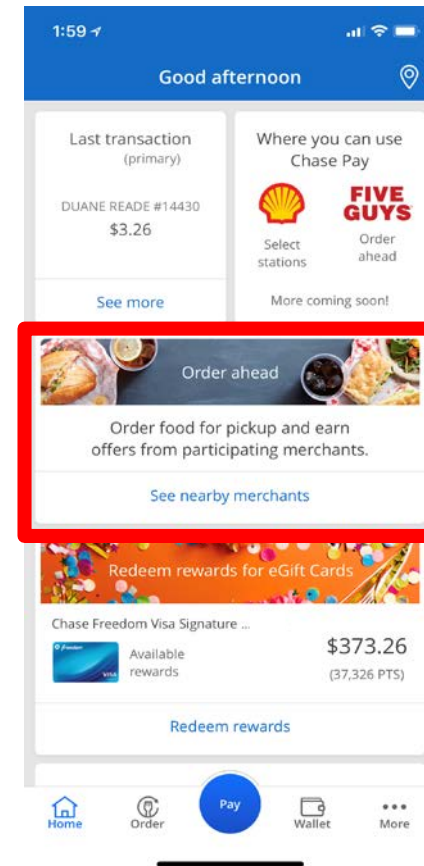 1:59
Good afternoon
Last transaction
(primary)
DUANE READE #14430
$3.26
See more
Where you can use
Chase Pay
FIVE
GUYS
Select
stations
Order
ahead
More coming soon!
Order ahead
Order food for pickup and earn
offers from participating merchants.
See nearby merchants
Redeem rewards for eGift Cards
Chase Freedom Visa Signature ...
freedom
VISA
Available
rewards
$373.26
(37,326 PTS)
Redeem rewards
Home
Order
Pay
Wallet
More